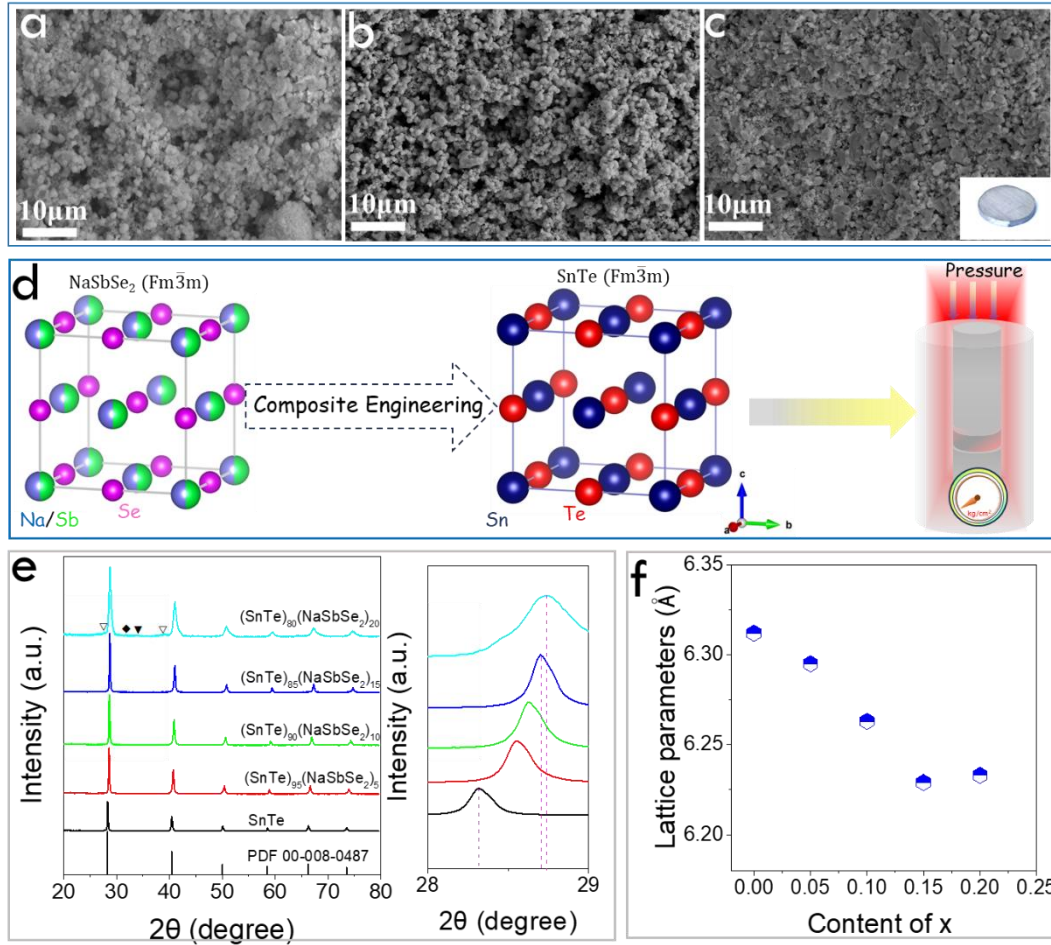 a
10μm
b
10μm
c
10μm
d
NaSbSe₂ (Fm3̅m)
Na/Sb
Se
Composite Engineering
SnTe (Fm3̅m)
Sn
Te
c
a
b
Pressure
kg/cm²
e
Intensity (a.u.)
(SnTe)₈₀(NaSbSe₂)₂₀
(SnTe)₈₅(NaSbSe₂)₁₅
(SnTe)₉₀(NaSbSe₂)₁₀
(SnTe)₉₅(NaSbSe₂)₅
SnTe
PDF 00-008-0487
20 30 40 50 60 70 80
2θ (degree)
Intensity (a.u.)
28 29
2θ (degree)
f
Lattice parameters (Å)
6.35
6.30
6.25
6.20
0.00 0.05 0.10 0.15 0.20 0.25
Content of x